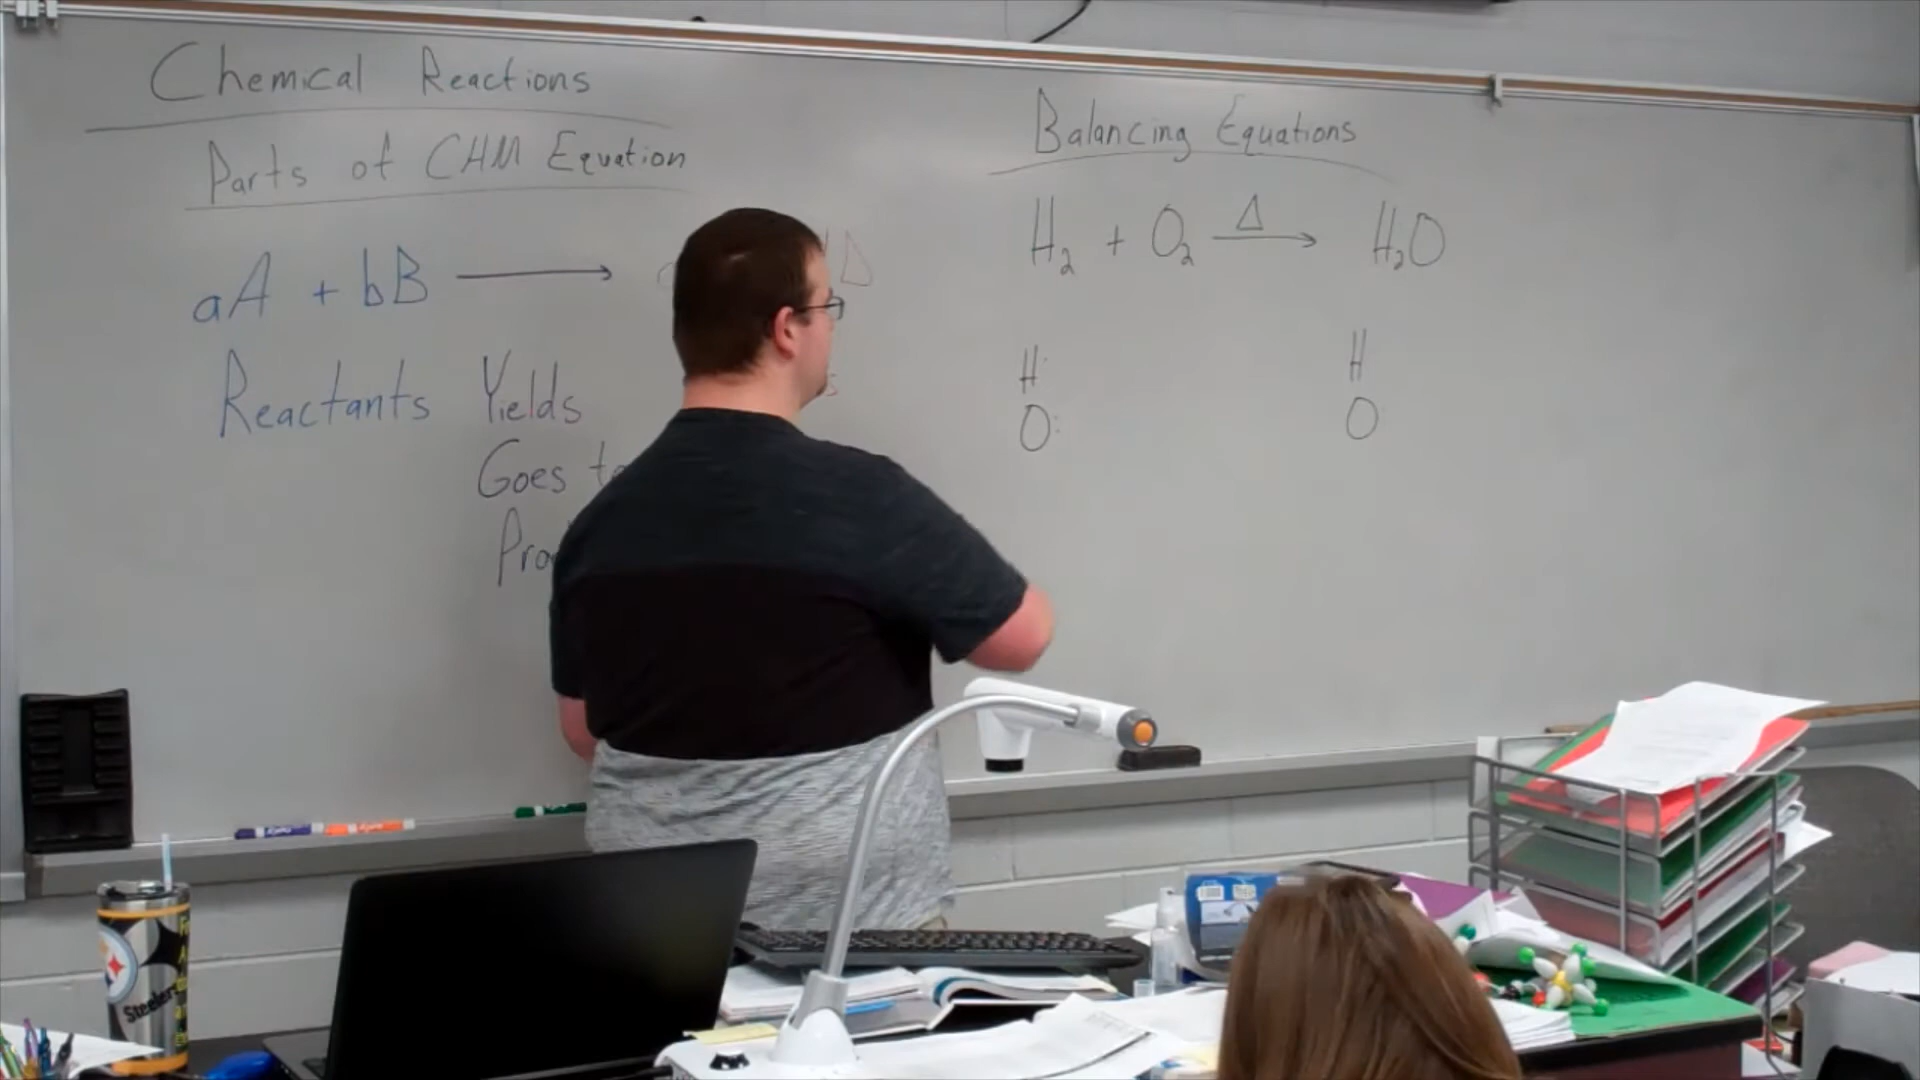 Chemical Reactions
Parts of CHM Equation
aA + bB ⟶
Reactants Yields
Goes
Balancing Equations
H₂ + O₂ —Δ→ H₂O
H: H
O: O
Steelers